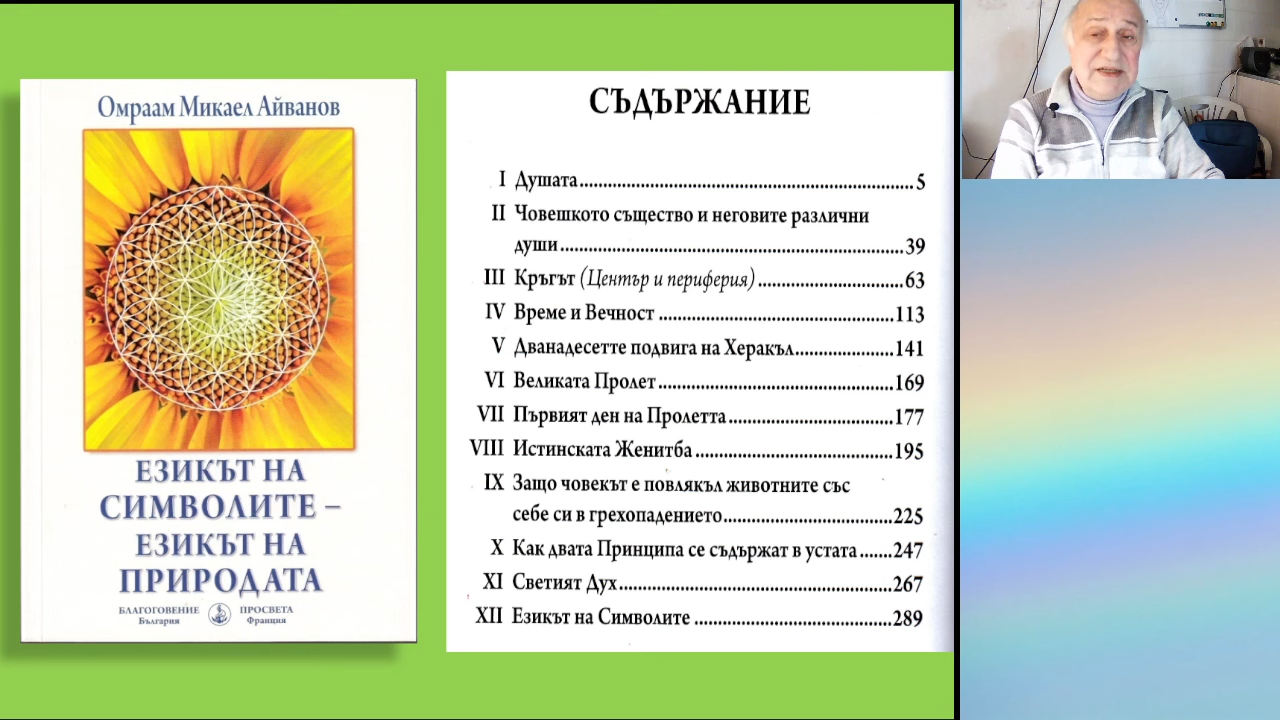 Омраам Микаел Айванов
ЕЗИКЪТ НА
СИМВОЛИТЕ –
ЕЗИКЪТ НА
ПРИРОДАТА
БЛАГОГОВЕНИЕ
България
ПРОСВЕТА
Франция
СЪДЪРЖАНИЕ
I Душата....................................................................5
II Човешкото същество и неговите различни
души....................................................................39
III Кръгът (Център и периферия)............................63
IV Време и Вечност ..............................................113
V Дванадесетте подвига на Херакъл..................141
VI Великата Пролет..............................................169
VII Първият ден на Пролетта................................177
VIII Истинската Женитба ......................................195
IX Защо човекът е повлякъл животните със
себе си в грехопадението.................................225
X Как двата Принципа се съдържат в устата......247
XI Светият Дух......................................................267
XII Езикът на Символите ......................................289